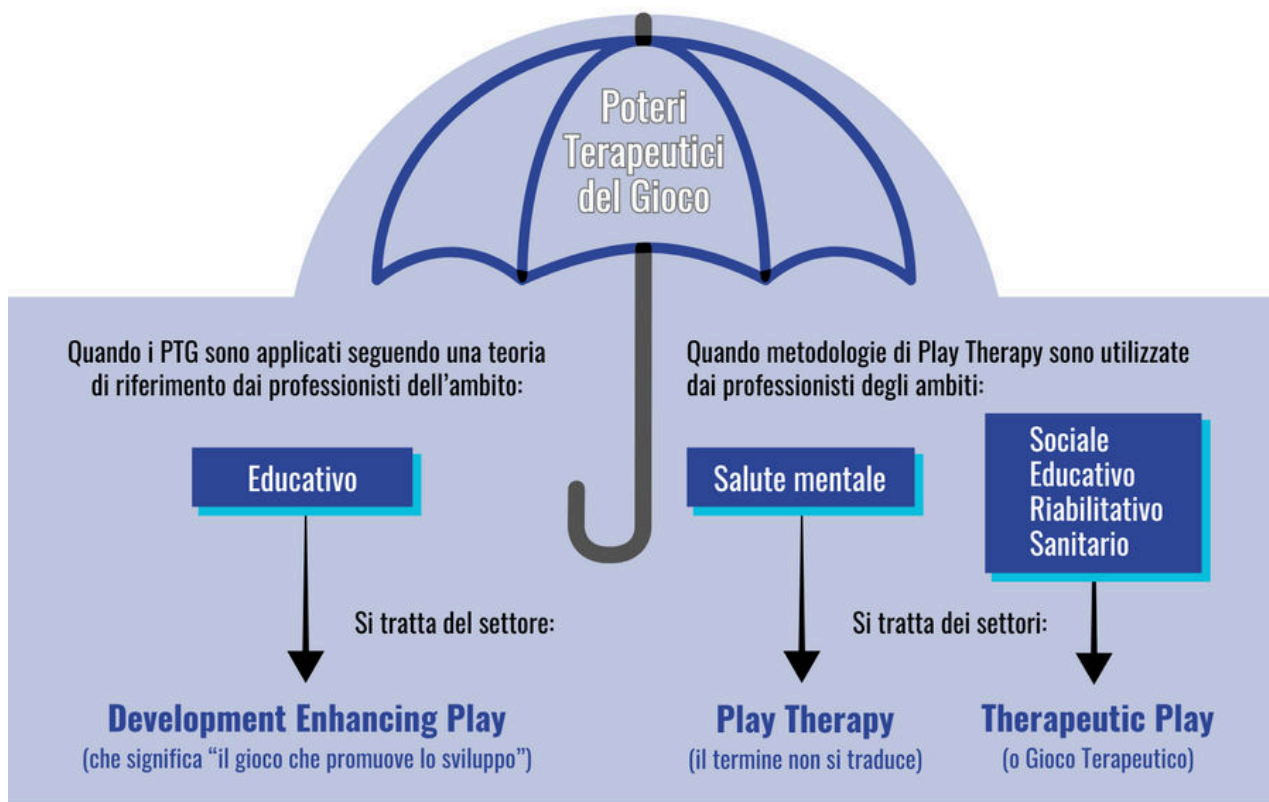 Poteri
Terapeutici
del Gioco
Quando i PTG sono applicati seguendo una teoria
di riferimento dai professionisti dell'ambito:
Educativo
Si tratta del settore:
Development Enhancing Play
(che significa “il gioco che promuove lo sviluppo”)
Quando metodologie di Play Therapy sono utilizzate
dai professionisti degli ambiti:
Salute mentale
Sociale
Educativo
Riabilitativo
Sanitario
Si tratta dei settori:
Play Therapy
(il termine non si traduce)
Therapeutic Play
(o Gioco Terapeutico)